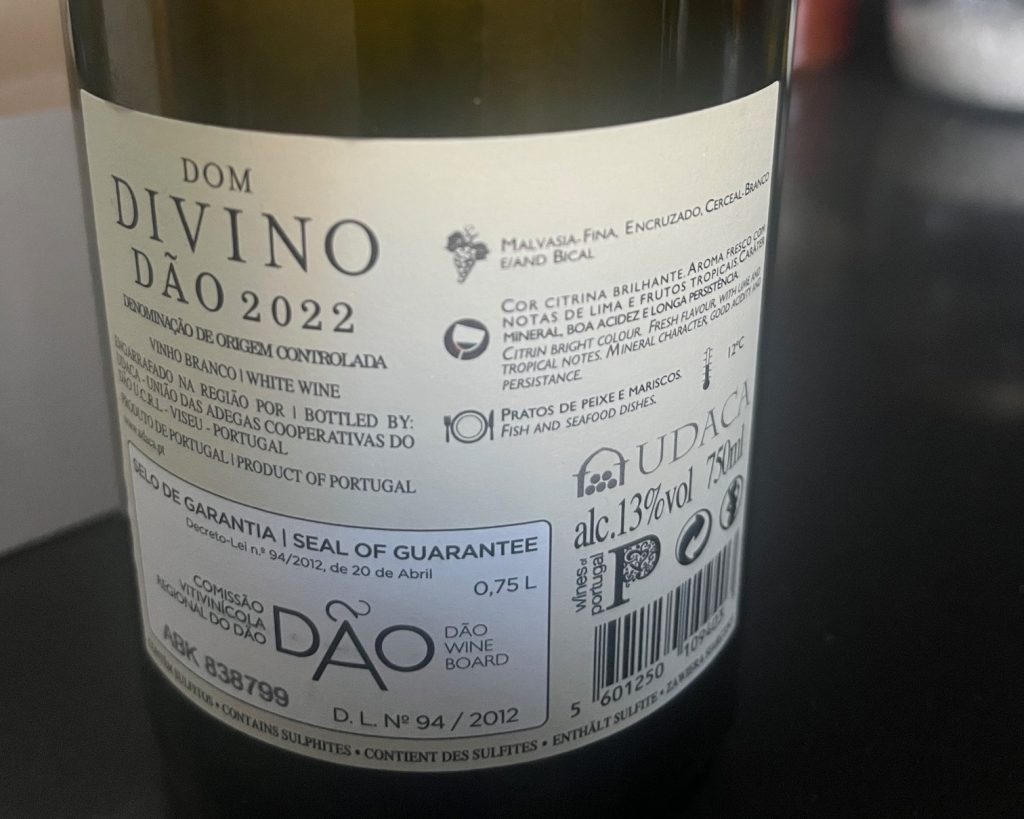 DOM
DIVINO
DÃO 2022
DENOMINAÇÃO DE ORIGEM CONTROLADA
VINHO BRANCO | WHITE WINE
ENGARRAFADO NA REGIÃO POR | BOTTLED BY:
UDACA - UNIÃO DAS ADEGAS COOPERATIVAS DO
DÃO U.C.R.L. - VISEU - PORTUGAL
PRODUTO DE PORTUGAL | PRODUCT OF PORTUGAL
www.udaca.pt
MALVASIA-FINA, ENCRUZADO, CERCEAL-BRANCO
E/AND BICAL
COR CITRINA BRILHANTE. AROMA FRESCO COM
NOTAS DE LIMA E FRUTOS TROPICAIS. CARÁTER
MINERAL, BOA ACIDEZ E LONGA PERSISTÊNCIA.
CITRIN BRIGHT COLOUR. FRESH FLAVOUR, WITH LIME AND
TROPICAL NOTES. MINERAL CHARACTER, GOOD ACIDITY AND
PERSISTANCE.
12°C
PRATOS DE PEIXE E MARISCOS.
FISH AND SEAFOOD DISHES.
UDACA
alc.13%vol 750ml
wines of
portugal
P
5 601250 109403
SELO DE GARANTIA | SEAL OF GUARANTEE
Decreto-Lei n.º 94/2012, de 20 de Abril
0,75 L
COMISSÃO
VITIVINÍCOLA
REGIONAL DO DÃO
DÃO
DÃO
WINE
BOARD
ABK 838799
D. L. Nº 94 / 2012
CONTÉM SULFITOS • CONTAINS SULPHITES • CONTIENT DES SULFITES • ENTHÄLT SULFITE • ZAWIERA